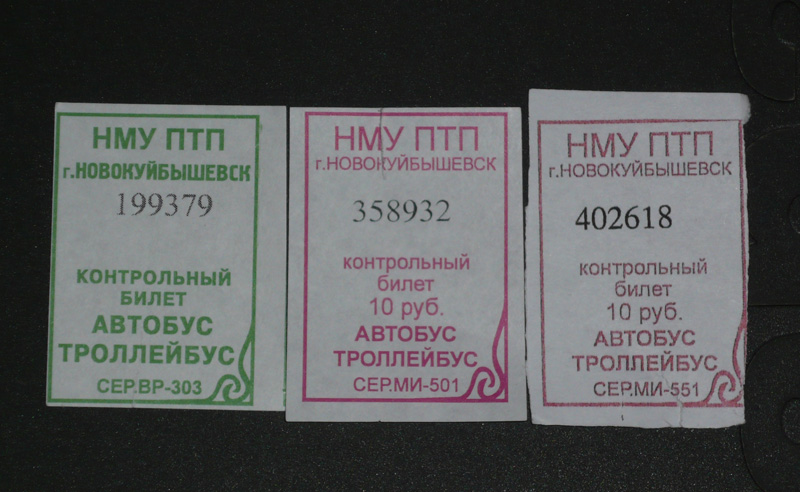 НМУ ПТП
г.НОВОКУЙБЫШЕВСК
199379
КОНТРОЛЬНЫЙ
БИЛЕТ
АВТОБУС
ТРОЛЛЕЙБУС
СЕР.ВР-303
НМУ ПТП
г.НОВОКУЙБЫШЕВСК
358932
контрольный
билет
10 руб.
АВТОБУС
ТРОЛЛЕЙБУС
СЕР.МИ-501
НМУ ПТП
г.НОВОКУЙБЫШЕВСК
402618
контрольный
билет
10 руб.
АВТОБУС
ТРОЛЛЕЙБУС
СЕР.МИ-551